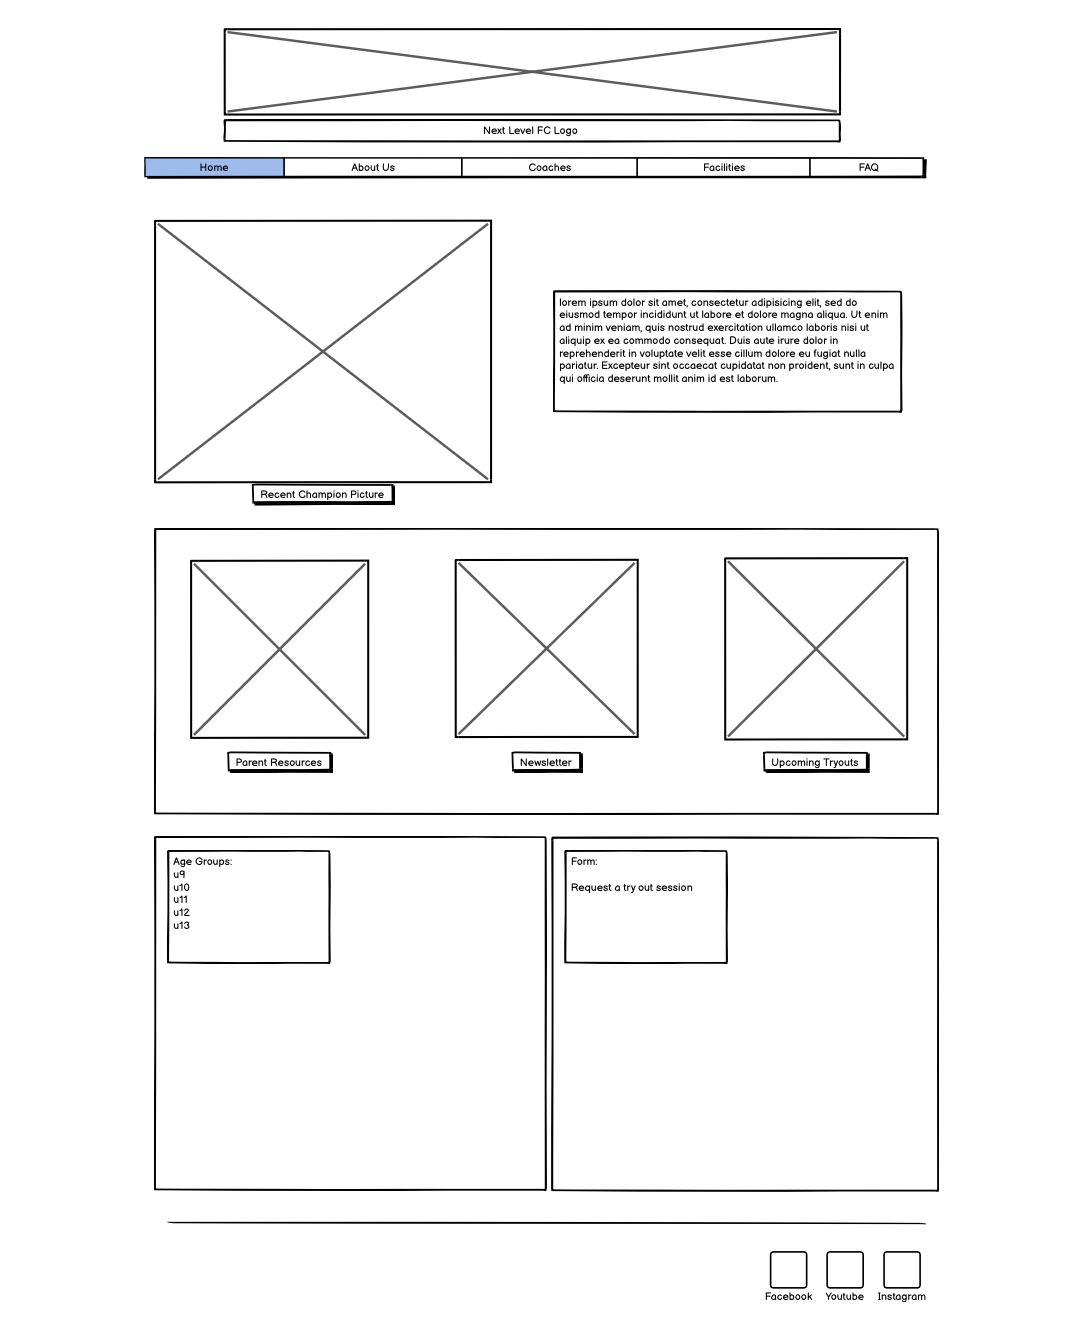 Next Level FC Logo
Home
About Us
Coaches
Facilities
FAQ
lorem ipsum dolor sit amet, consectetur adipisicing elit, sed do
eiusmod tempor incididunt ut labore et dolore magna aliqua. Ut enim
ad minim veniam, quis nostrud exercitation ullamco laboris nisi ut
aliquip ex ea commodo consequat. Duis aute irure dolor in
reprehenderit in voluptate velit esse cillum dolore eu fugiat nulla
pariatur. Excepteur sint occaecat cupidatat non proident, sunt in culpa
qui officia deserunt mollit anim id est laborum.
Recent Champion Picture
Parent Resources
Newsletter
Upcoming Tryouts
Age Groups:
u9
u10
u11
u12
u13
Form:
Request a try out session
Facebook
Youtube
Instagram